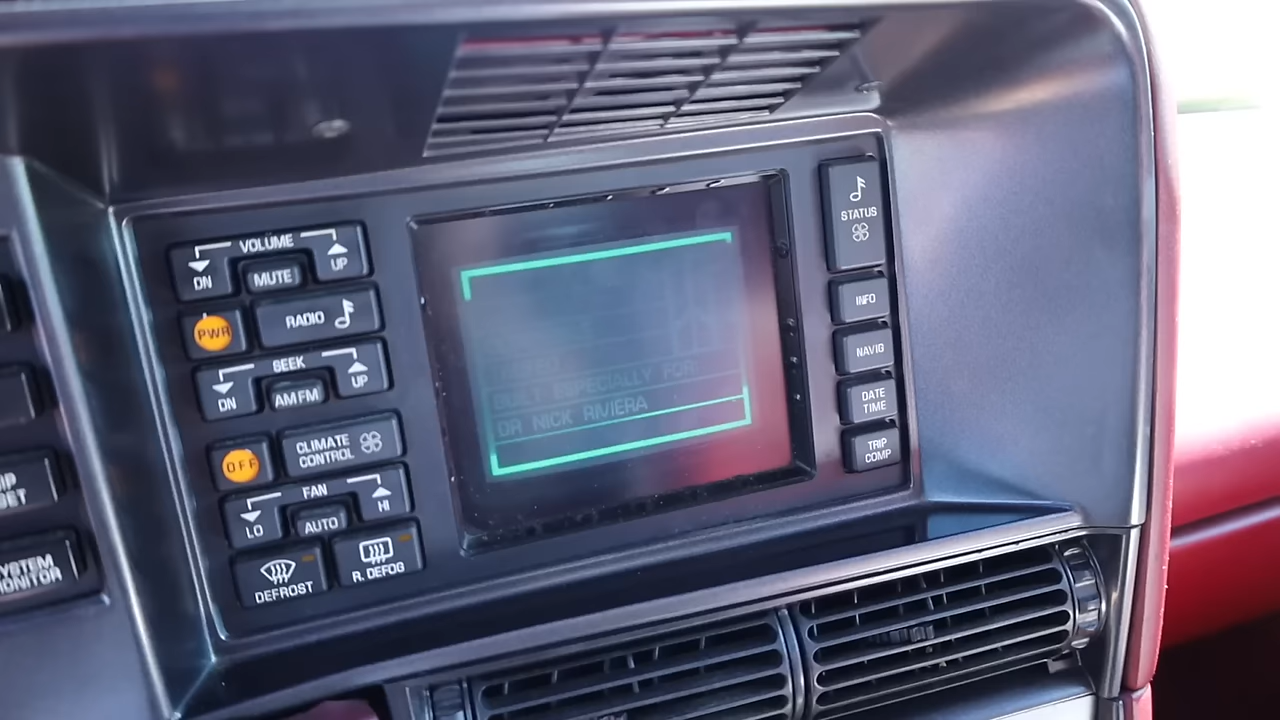 VOLUME
DN
MUTE
UP
PWR
RADIO
SEEK
DN
AM FM
UP
OFF
CLIMATE
CONTROL
FAN
LO
AUTO
HI
DEFROST
R. DEFOG
SYSTEM
MONITOR
BUILT ESPECIALLY FOR
DR NICK RIVIERA
STATUS
INFO
NAVIG
DATE
TIME
TRIP
COMP